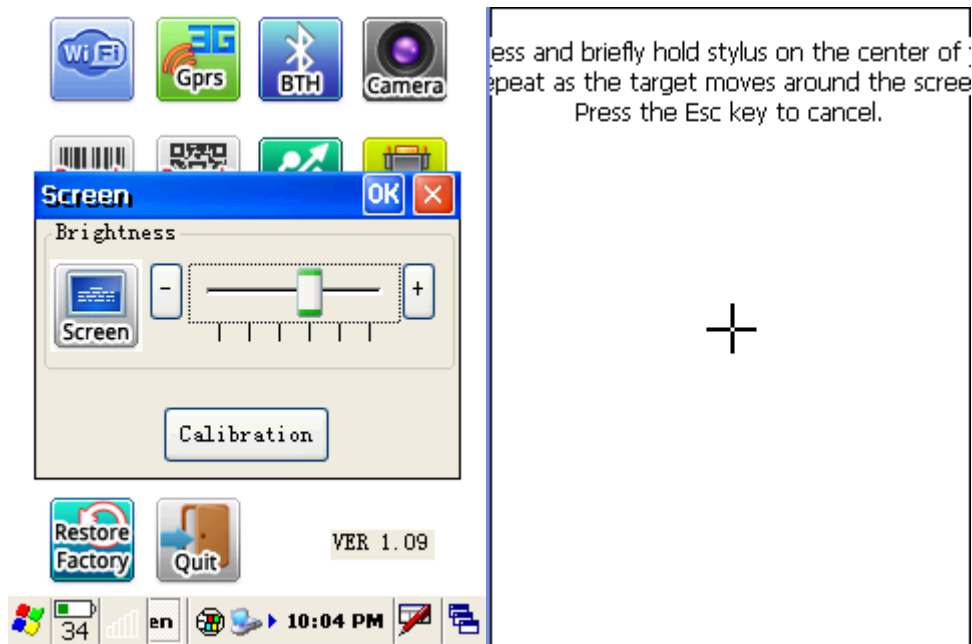 WiFi
3G
Gprs
BTH
Camera
Screen
OK
Brightness
-
+
Screen
Calibration
Restore
Factory
Quit
VER 1.09
34
en
10:04 PM
ess and briefly hold stylus on the center of
epeat as the target moves around the scree
Press the Esc key to cancel.